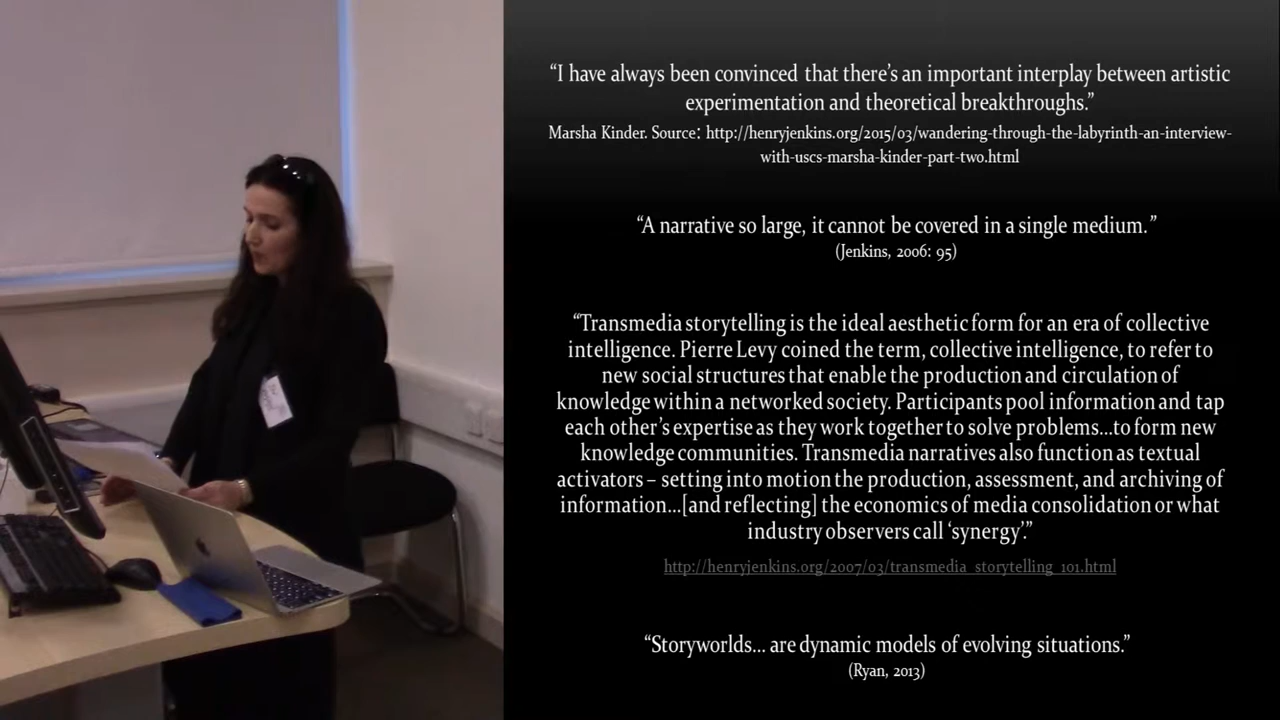 “I have always been convinced that there’s an important interplay between artistic
experimentation and theoretical breakthroughs.”
Marsha Kinder. Source: http://henryjenkins.org/2015/03/wandering-through-the-labyrinth-an-interview-
with-uscs-marsha-kinder-part-two.html
“A narrative so large, it cannot be covered in a single medium.”
(Jenkins, 2006: 95)
“Transmedia storytelling is the ideal aesthetic form for an era of collective
intelligence. Pierre Levy coined the term, collective intelligence, to refer to
new social structures that enable the production and circulation of
knowledge within a networked society. Participants pool information and tap
each other’s expertise as they work together to solve problems...to form new
knowledge communities. Transmedia narratives also function as textual
activators – setting into motion the production, assessment, and archiving of
information...[and reflecting] the economics of media consolidation or what
industry observers call ‘synergy’.”
http://henryjenkins.org/2007/03/transmedia_storytelling_101.html
“Storyworlds... are dynamic models of evolving situations.”
(Ryan, 2013)